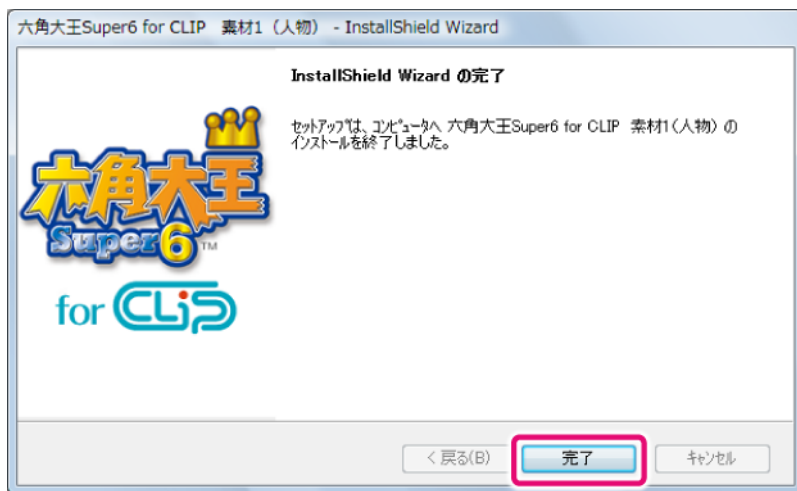 六角大王Super6 for CLIP　素材1（人物） - InstallShield Wizard
InstallShield Wizard の完了
セットアップは、コンピュータへ 六角大王Super6 for CLIP　素材1（人物） の
インストールを終了しました。
六角大王
Super6™
for CLIP
< 戻る(B)
完了
キャンセル